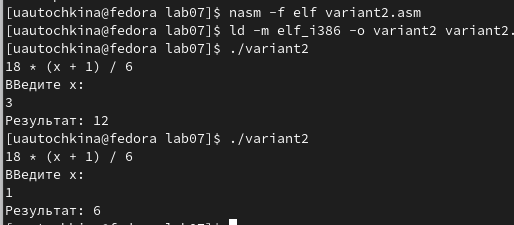 [uautochkina@fedora lab07]$ nasm -f elf variant2.asm
[uautochkina@fedora lab07]$ ld -m elf_i386 -o variant2 variant2.
[uautochkina@fedora lab07]$ ./variant2
18 * (x + 1) / 6
ВВедите x:
3
Результат: 12
[uautochkina@fedora lab07]$ ./variant2
18 * (x + 1) / 6
ВВедите x:
1
Результат: 6